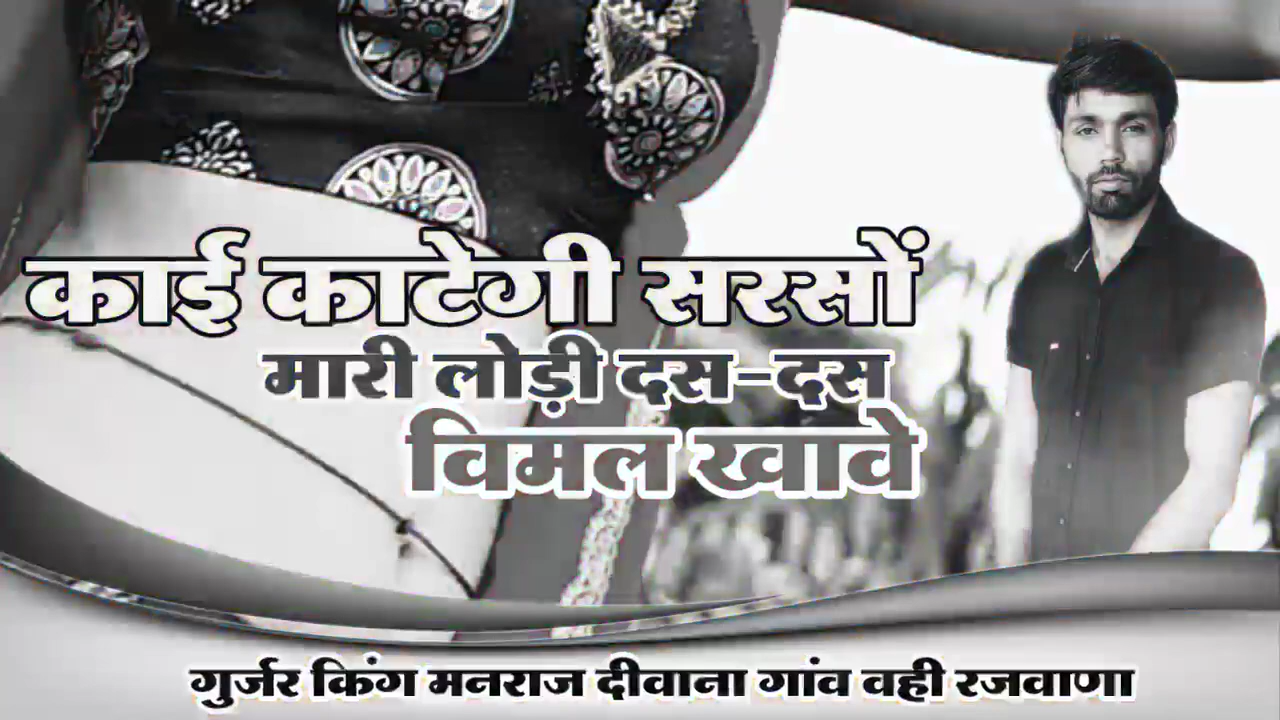 काई काटेगी सरसों
मारी लोड़ी दस-दस
विमल खावे
गुर्जर किंग मनराज दीवाना गांव वही रजवाणा